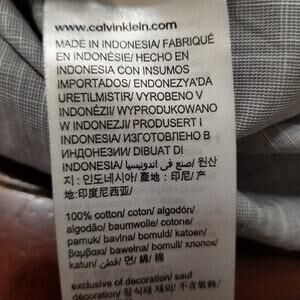 www.calvinklein.com
MADE IN INDONESIA/ FABRIQUÉ
EN INDONÉSIE/ HECHO EN
INDONESIA CON INSUMOS
IMPORTADOS/ ENDONEZYA'DA
URETILMISTIR/ VYROBENO V
INDONÉZII/ WYPRODUKOWANO
W INDONEZJI/ PRODUSERT I
INDONESIA/ ИЗГОТОВЛЕНО В
ИНДОНЕЗИИ/ DIBUAT DI
INDONESIA/ صنع في اندونيسيا/ 원산
지 : 인도네시아/ 產地 : 印尼/ 产
地:印度尼西亚/
100% cotton/ coton/ algodón/
algodão/ baumwolle/ cotone/
pamuk/ bavlna/ bomuld/ katoen/
βαμβακι/ bawełna/ bomull/ хлопок/
katun/ قطن/ 면/ 綿/ 棉
exclusive of decoration/ sauf
décoration/ 장식재 제외/ 不含裝飾/